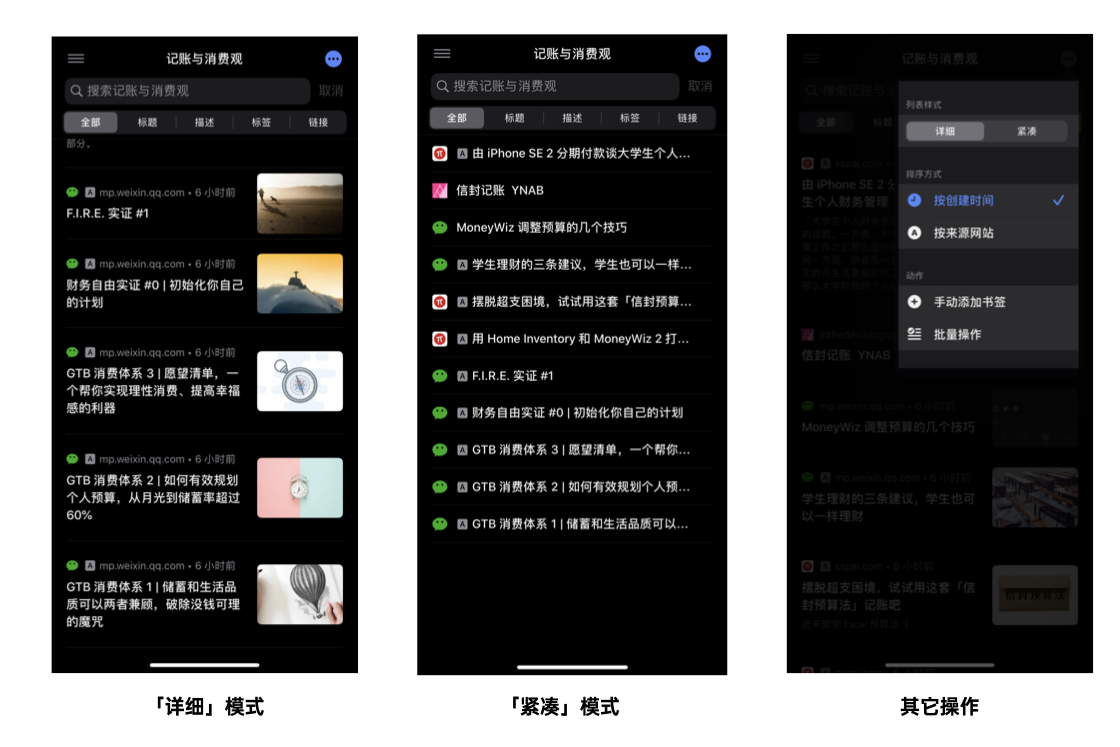 记账与消费观
搜索记账与消费观
取消
全部 标题 描述 标签 链接
部分。
A mp.weixin.qq.com • 6 小时前
F.I.R.E. 实证 #1
A mp.weixin.qq.com • 6 小时前
财务自由实证 #0 | 初始化你自己
的计划
A mp.weixin.qq.com • 6 小时前
GTB 消费体系 3 | 愿望清单，一
个帮你实现理性消费、提高幸福
感的利器
A mp.weixin.qq.com • 6 小时前
GTB 消费体系 2 | 如何有效规划
个人预算，从月光到储蓄率超过
60%
A mp.weixin.qq.com • 6 小时前
GTB 消费体系 1 | 储蓄和生活品
质可以两者兼顾，破除没钱可理
的魔咒
「详细」模式
记账与消费观
搜索记账与消费观
取消
全部 标题 描述 标签 链接
A 由 iPhone SE 2 分期付款谈大学生个人...
信封记账 YNAB
MoneyWiz 调整预算的几个技巧
A 学生理财的三条建议，学生也可以一样...
A 摆脱超支困境，试试用这套「信封预算...
A 用 Home Inventory 和 MoneyWiz 2 打...
A F.I.R.E. 实证 #1
A 财务自由实证 #0 | 初始化你自己的计划
A GTB 消费体系 3 | 愿望清单，一个帮你...
A GTB 消费体系 2 | 如何有效规划个人预...
A GTB 消费体系 1 | 储蓄和生活品质可以...
「紧凑」模式
记账与消费观
列表样式
详细 紧凑
排序方式
按创建时间
A 按来源网站
动作
手动添加书签
批量操作
全部 标题
A sspai.com •
由 iPhone SE 2 分
生个人财务管理
信封记账 YNAB
mp.weixin.qq.com • 6 小时前
MoneyWiz 调整预算的几个技巧
A mp.weixin.qq.com • 6 小时前
学生理财的三条建议，学生也可
以一样理财
A sspai.com • 6 小时前
摆脱超支困境，试试用这套「信
封预算法」记账吧
信封预算法
其它操作